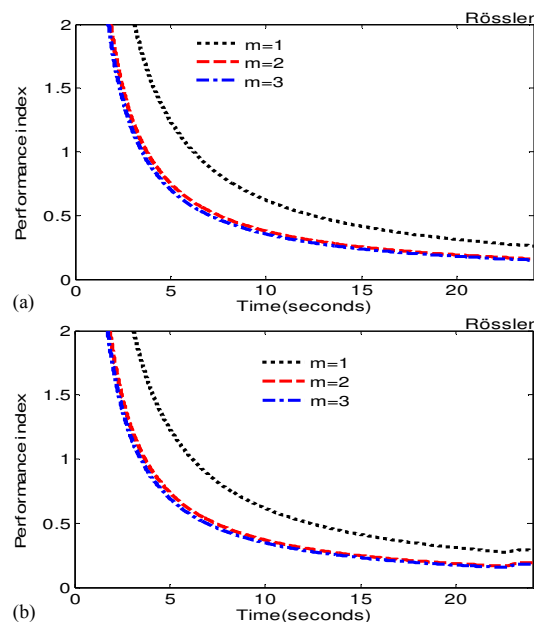 Rössler
2
1.5
1
0.5
0
Performance index
m=1
m=2
m=3
0 5 10 15 20
Time(seconds)
(a)
Rössler
2
1.5
1
0.5
0
Performance index
m=1
m=2
m=3
0 5 10 15 20
Time(seconds)
(b)